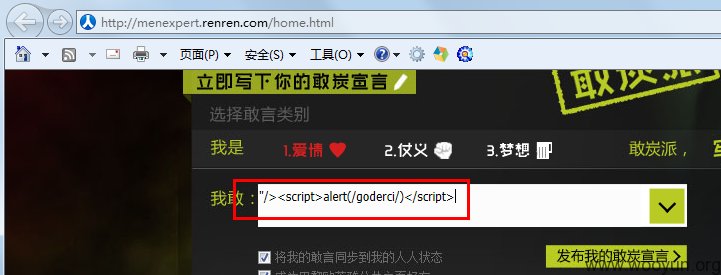 http://menexpert.renren.com/home.html
页面(P) 安全(S) 工具(O)
立即写下你的敢炭宣言
敢炭派
选择敢言类别
我是 1.爱情 2.仗义 3.梦想 敢炭派,
我敢: "/><script>alert(/goderci/)</script>
将我的敢言同步到我的人人状态
发布我的敢炭宣言
www.wooyun.org